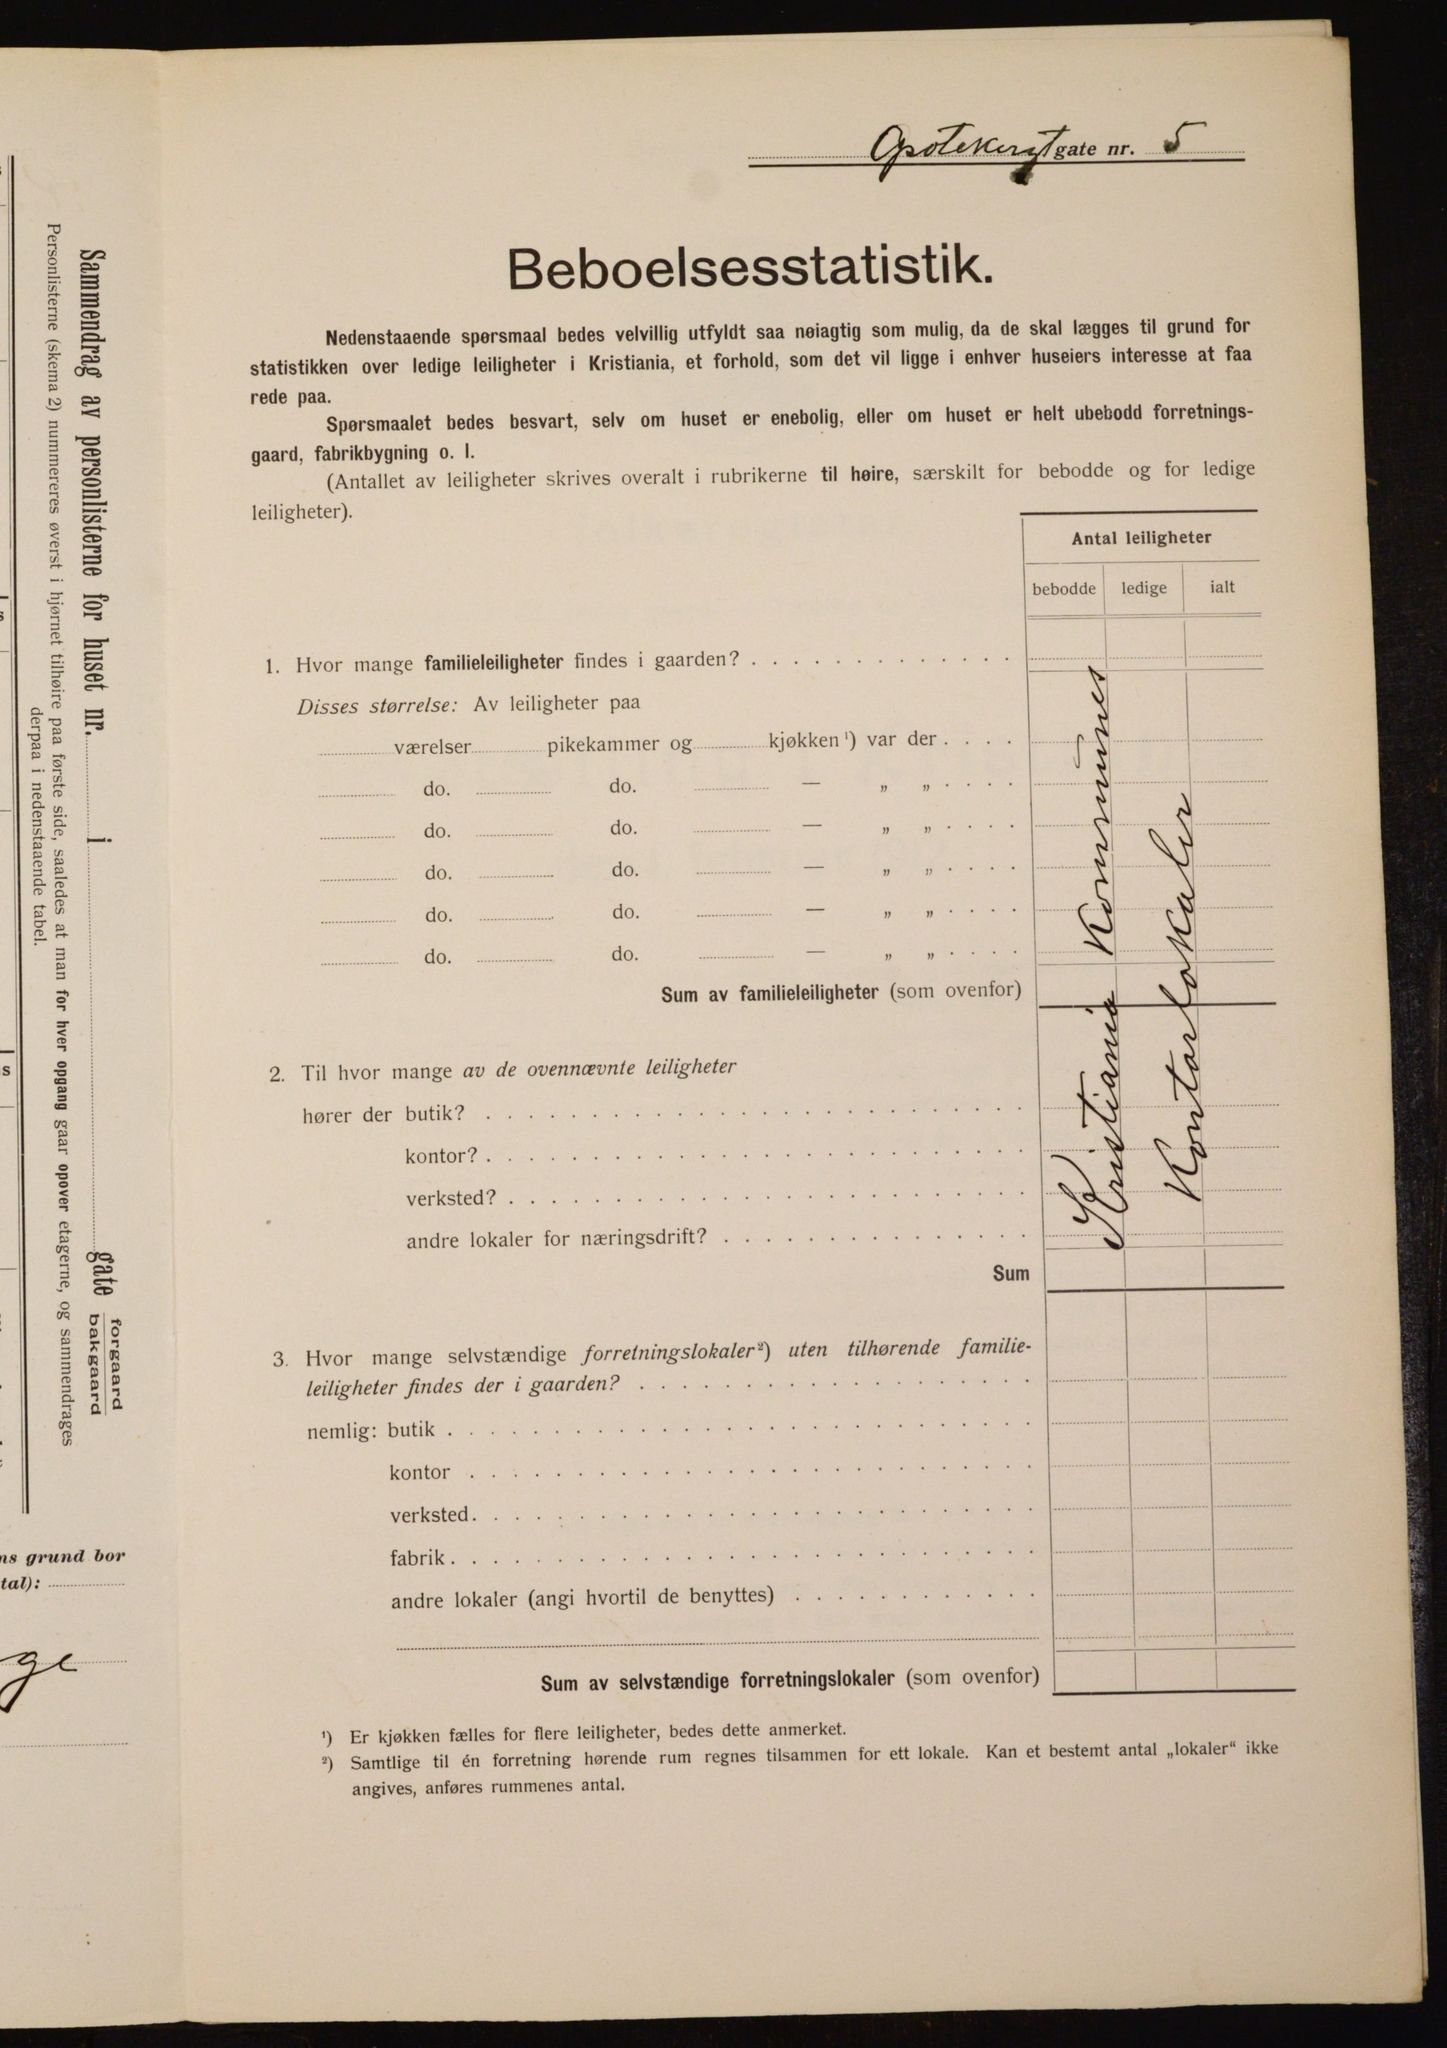 Apotekergt gate nr. 5
Beboelsesstatistik.
Nedenstaaende spørsmaal bedes velvillig utfyldt saa nøiagtig som mulig, da de skal lægges til grund for
statistikken over ledige leiligheter i Kristiania, et forhold, som det vil ligge i enhver huseiers interesse at faa
rede paa.
Spørsmaalet bedes besvart, selv om huset er enebolig, eller om huset er helt ubebodd forretnings-
gaard, fabrikbygning o. l.
(Antallet av leiligheter skrives overalt i rubrikerne til høire, særskilt for bebodde og for ledige
leiligheter).
Antal leiligheter
bebodde ledige ialt
1. Hvor mange familieleiligheter findes i gaarden? . . . . . . . . . . . . .
Disses størrelse: Av leiligheter paa
værelser pikekammer og kjøkken ¹) var der . . . .
do. do. — „ „ . . . .
do. do. — „ „ . . . .
do. do. — „ „ . . . .
do. do. — „ „ . . . .
do. do. — „ „ . . . .
Sum av familieleiligheter (som ovenfor)
2. Til hvor mange av de ovennævnte leiligheter
hører der butik? . . . . . . . . . . . . . . . . . . . . .
kontor? . . . . . . . . . . . . . . . . . . . . .
verksted? . . . . . . . . . . . . . . . . . . . .
andre lokaler for næringsdrift? . . . . . . . . . . . .
Sum
Kristiania Kommunes
Kontorlokaler
3. Hvor mange selvstændige forretningslokaler²) uten tilhørende familie-
leiligheter findes der i gaarden? . . . . . . . . . . . . . . . .
nemlig: butik . . . . . . . . . . . . . . . . . . . . . .
kontor . . . . . . . . . . . . . . . . . . . . . .
verksted . . . . . . . . . . . . . . . . . . . . .
fabrik . . . . . . . . . . . . . . . . . . . . . .
andre lokaler (angi hvortil de benyttes) . . . . . . . . . .
Sum av selvstændige forretningslokaler (som ovenfor)
¹) Er kjøkken fælles for flere leiligheter, bedes dette anmerket.
²) Samtlige til én forretning hørende rum regnes tilsammen for ett lokale. Kan et bestemt antal „lokaler“ ikke
angives, anføres rummenes antal.
Sammendrag av personlisterne for huset nr. i gate forgaard
bakgaard
Personlisterne (skema 2) nummereres øverst i hjørnet tilhøire paa første side, saaledes at man for hver opgang gaar opover etagerne, og sammendrages
derpaa i nedenstaaende tabel.
ns grund bor
tal):
ge